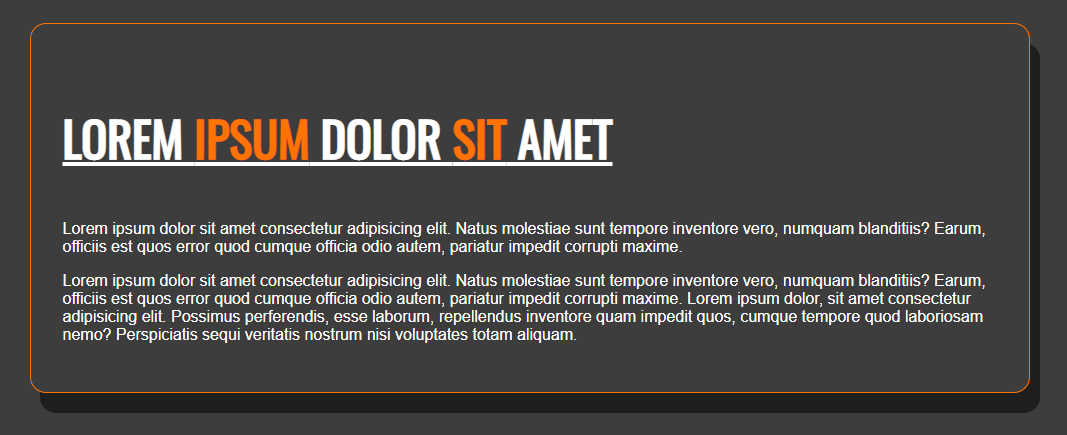 LOREM IPSUM DOLOR SIT AMET
Lorem ipsum dolor sit amet consectetur adipisicing elit. Natus molestiae sunt tempore inventore vero, numquam blanditiis? Earum,
officiis est quos error quod cumque officia odio autem, pariatur impedit corrupti maxime.
Lorem ipsum dolor sit amet consectetur adipisicing elit. Natus molestiae sunt tempore inventore vero, numquam blanditiis? Earum,
officiis est quos error quod cumque officia odio autem, pariatur impedit corrupti maxime. Lorem ipsum dolor, sit amet consectetur
adipisicing elit. Possimus perferendis, esse laborum, repellendus inventore quam impedit quos, cumque tempore quod laboriosam
nemo? Perspiciatis sequi veritatis nostrum nisi voluptates totam aliquam.